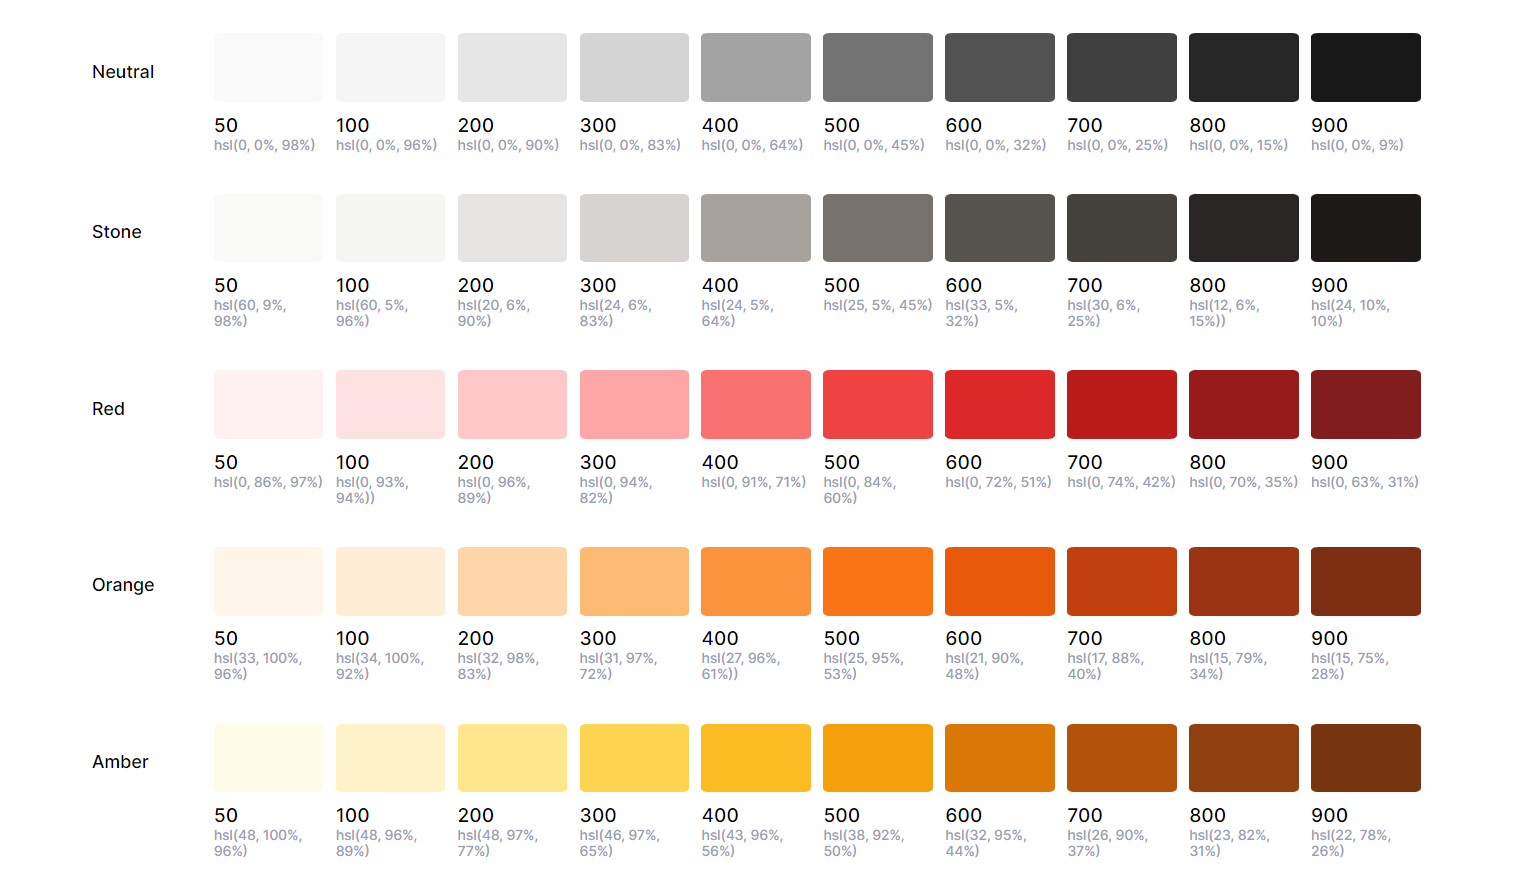 Neutral
50 100 200 300 400 500 600 700 800 900
hsl(0, 0%, 98%) hsl(0, 0%, 96%) hsl(0, 0%, 90%) hsl(0, 0%, 83%) hsl(0, 0%, 64%) hsl(0, 0%, 45%) hsl(0, 0%, 32%) hsl(0, 0%, 25%) hsl(0, 0%, 15%) hsl(0, 0%, 9%)
Stone
50 100 200 300 400 500 600 700 800 900
hsl(60, 9%, hsl(60, 5%, hsl(20, 6%, hsl(24, 6%, hsl(24, 5%, hsl(25, 5%, 45%) hsl(33, 5%, hsl(30, 6%, hsl(12, 6%, hsl(24, 10%,
98%) 96%) 90%) 83%) 64%) 32%) 25%) 15%)) 10%)
Red
50 100 200 300 400 500 600 700 800 900
hsl(0, 86%, 97%) hsl(0, 93%, hsl(0, 96%, hsl(0, 94%, hsl(0, 91%, 71%) hsl(0, 84%, hsl(0, 72%, 51%) hsl(0, 74%, 42%) hsl(0, 70%, 35%) hsl(0, 63%, 31%)
94%)) 89%) 82%) 60%)
Orange
50 100 200 300 400 500 600 700 800 900
hsl(33, 100%, hsl(34, 100%, hsl(32, 98%, hsl(31, 97%, hsl(27, 96%, hsl(25, 95%, hsl(21, 90%, hsl(17, 88%, hsl(15, 79%, hsl(15, 75%,
96%) 92%) 83%) 72%) 61%)) 53%) 48%) 40%) 34%) 28%)
Amber
50 100 200 300 400 500 600 700 800 900
hsl(48, 100%, hsl(48, 96%, hsl(48, 97%, hsl(46, 97%, hsl(43, 96%, hsl(38, 92%, hsl(32, 95%, hsl(26, 90%, hsl(23, 82%, hsl(22, 78%,
96%) 89%) 77%) 65%) 56%) 50%) 44%) 37%) 31%) 26%)